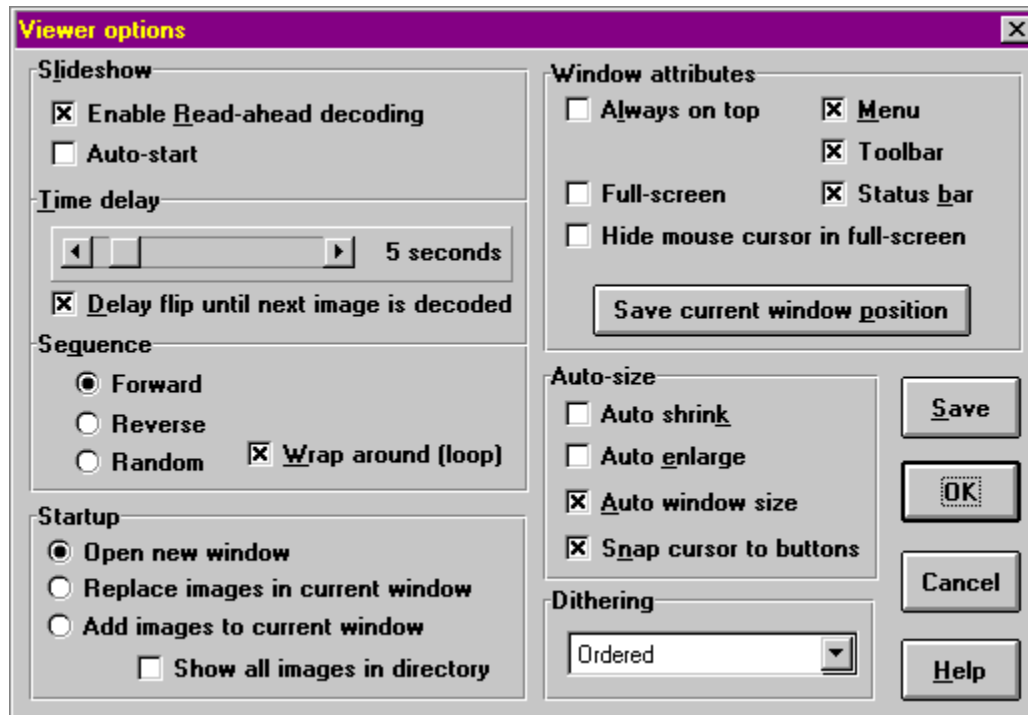 Viewer options
Slideshow
Enable Read-ahead decoding
Auto-start
Time delay
5 seconds
Delay flip until next image is decoded
Sequence
Forward
Reverse
Random
Wrap around (loop)
Startup
Open new window
Replace images in current window
Add images to current window
Show all images in directory
Window attributes
Always on top
Menu
Toolbar
Full-screen
Status bar
Hide mouse cursor in full-screen
Save current window position
Auto-size
Auto shrink
Auto enlarge
Auto window size
Snap cursor to buttons
Dithering
Ordered
Save
OK
Cancel
Help